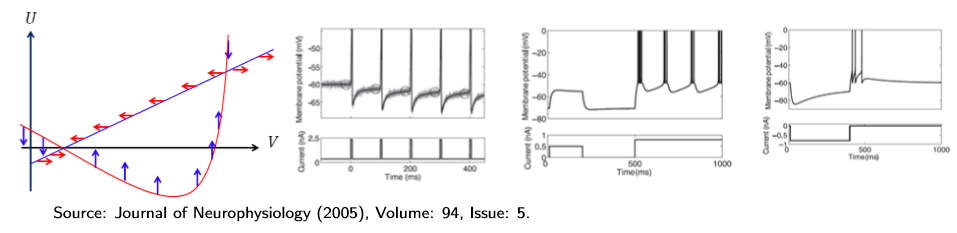 U
V
Membrane potential (mV)
-50
-55
-60
-65
Current (nA)
2.5
0
0
200
400
Time (ms)
Membrane potential (mV)
0
-20
-40
-60
-80
Current (nA)
1
0.5
0
0
500
1000
Time (ms)
Membrane potential (mV)
0
-20
-40
-60
-80
Current (nA)
0
-0.5
-1
0
500
1000
Time(ms)
Source: Journal of Neurophysiology (2005), Volume: 94, Issue: 5.